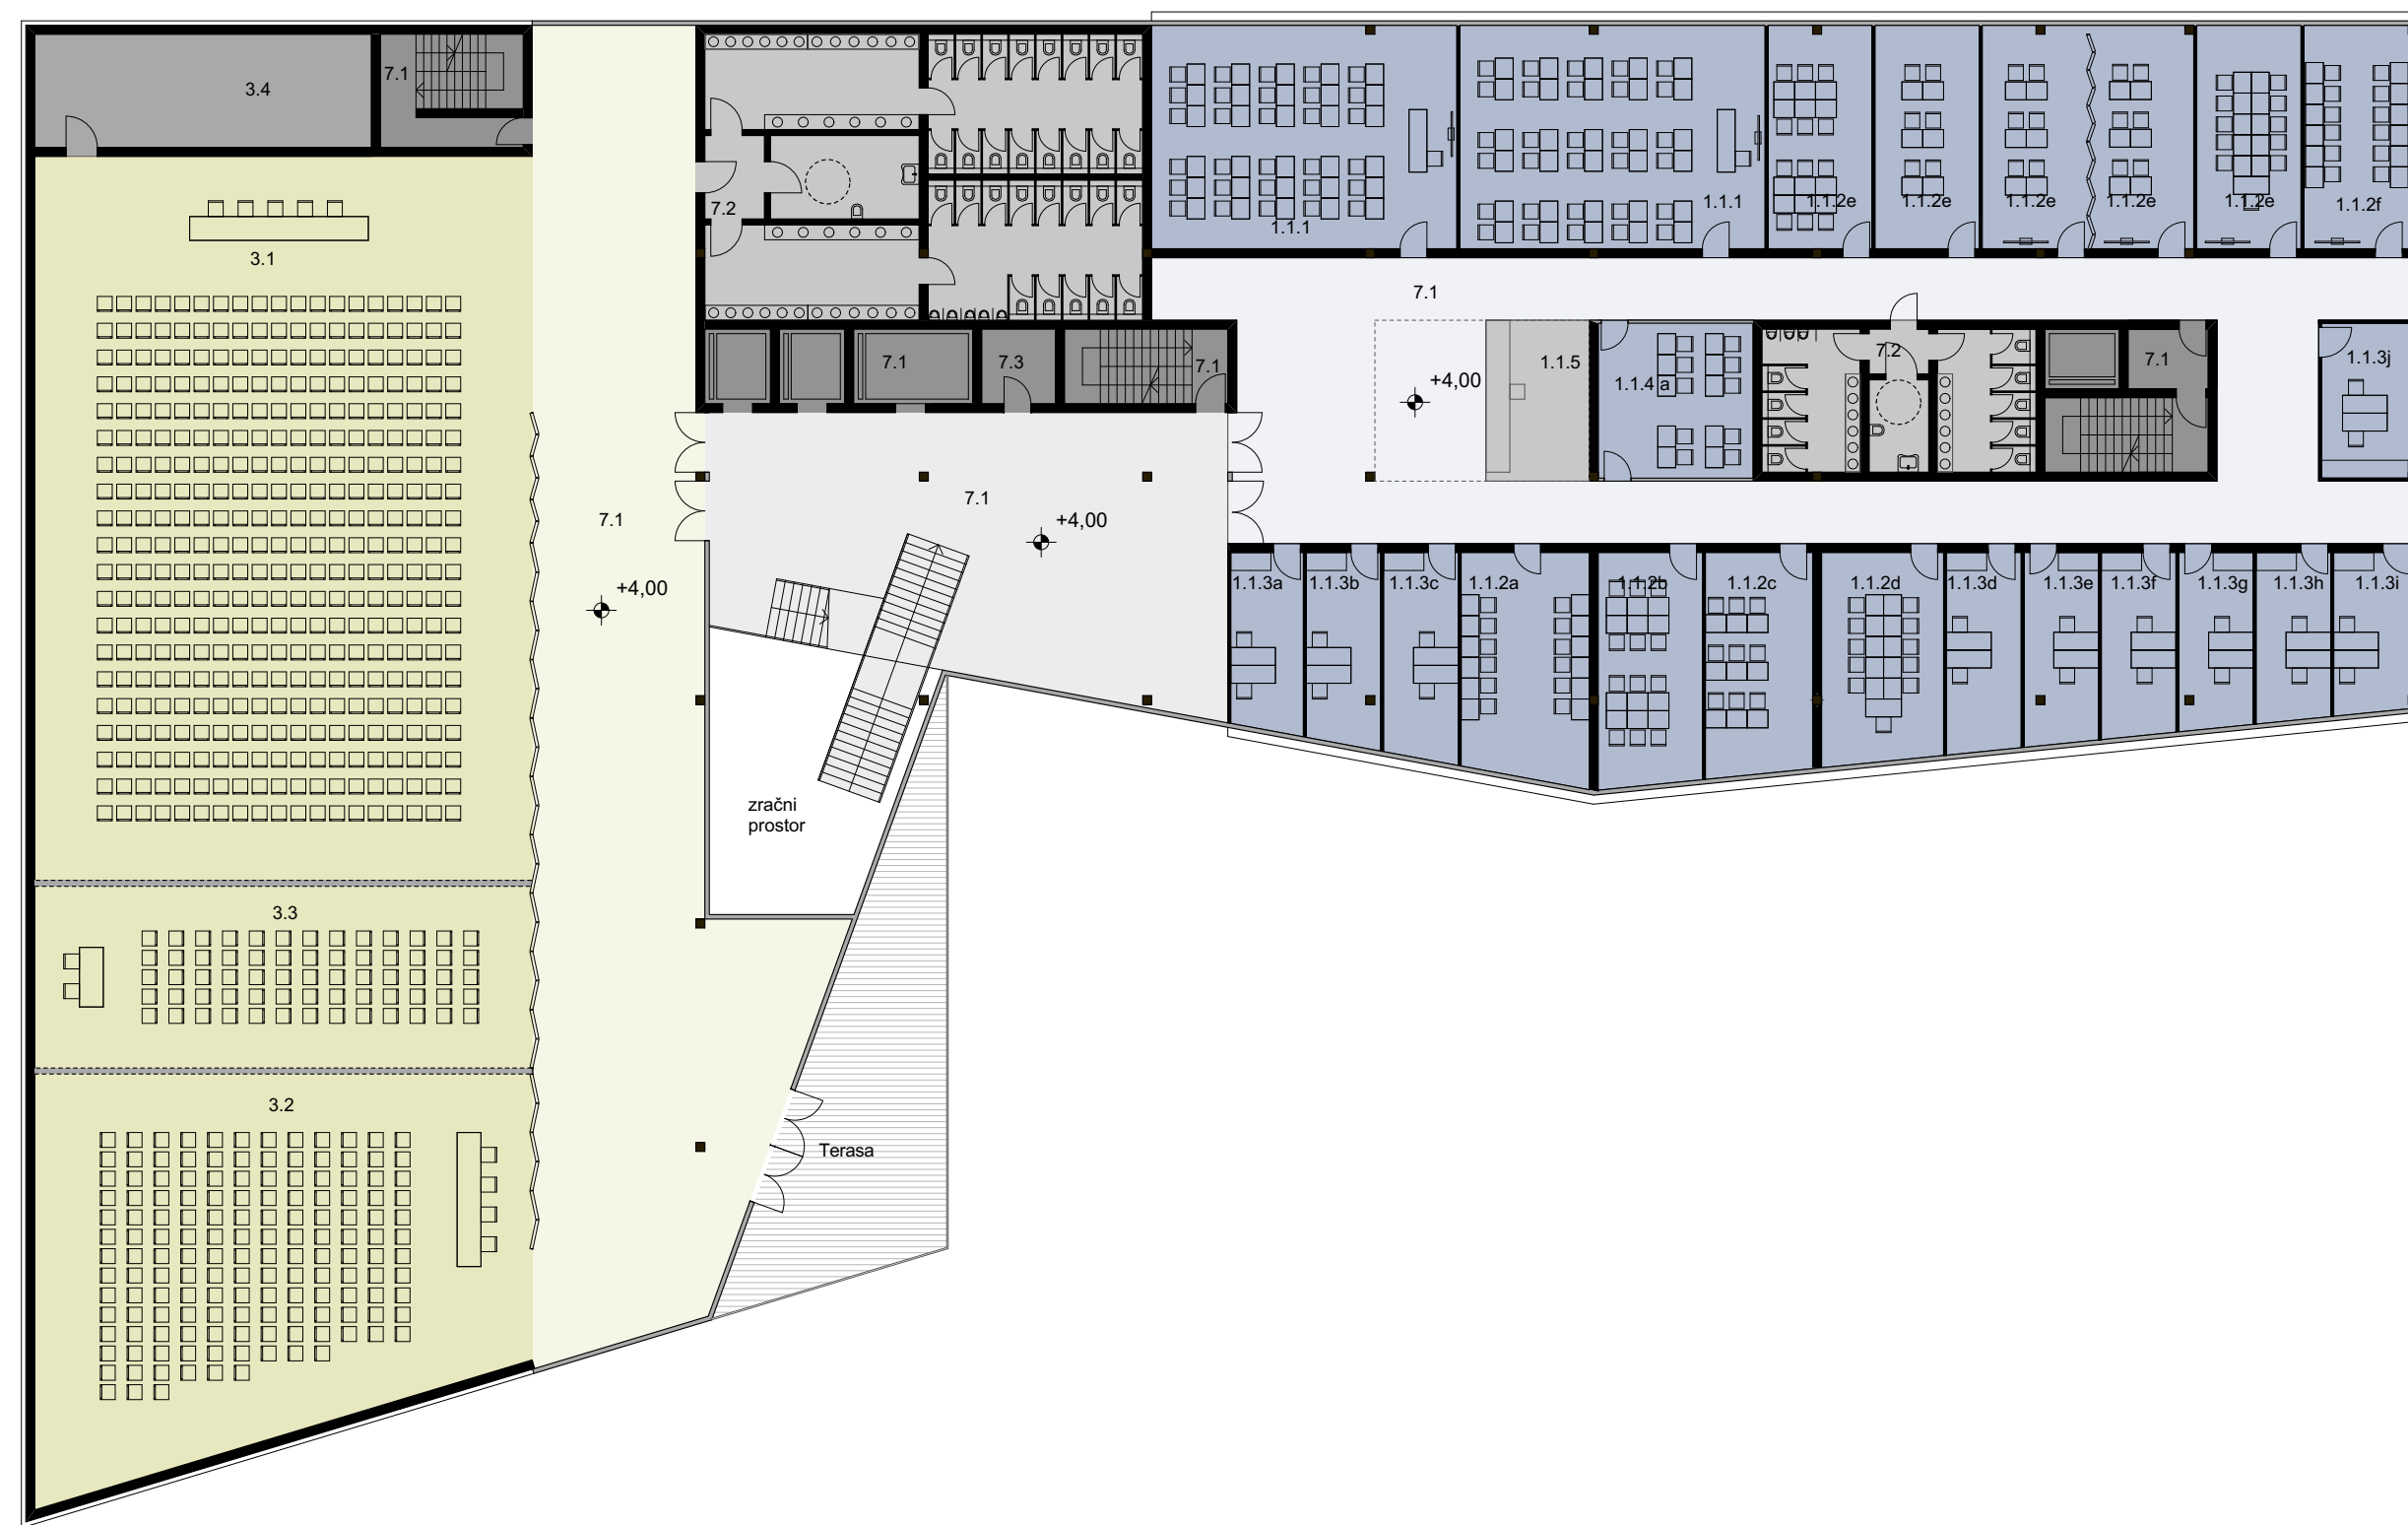 3.4
7.1
3.1
7.2
1.1.1
1.1.1
1.1.2e
1.1.2e
1.1.2e
1.1.2e
1.1.2e
1.1.2f
7.1
7.1
7.3
7.1
+4,00
1.1.5
1.1.4 a
7.2
7.1
1.1.3j
7.1
+4,00
7.1
+4,00
1.1.3a
1.1.3b
1.1.3c
1.1.2a
1.1.2b
1.1.2c
1.1.2d
1.1.3d
1.1.3e
1.1.3f
1.1.3g
1.1.3h
1.1.3i
zračni
prostor
3.3
3.2
Terasa